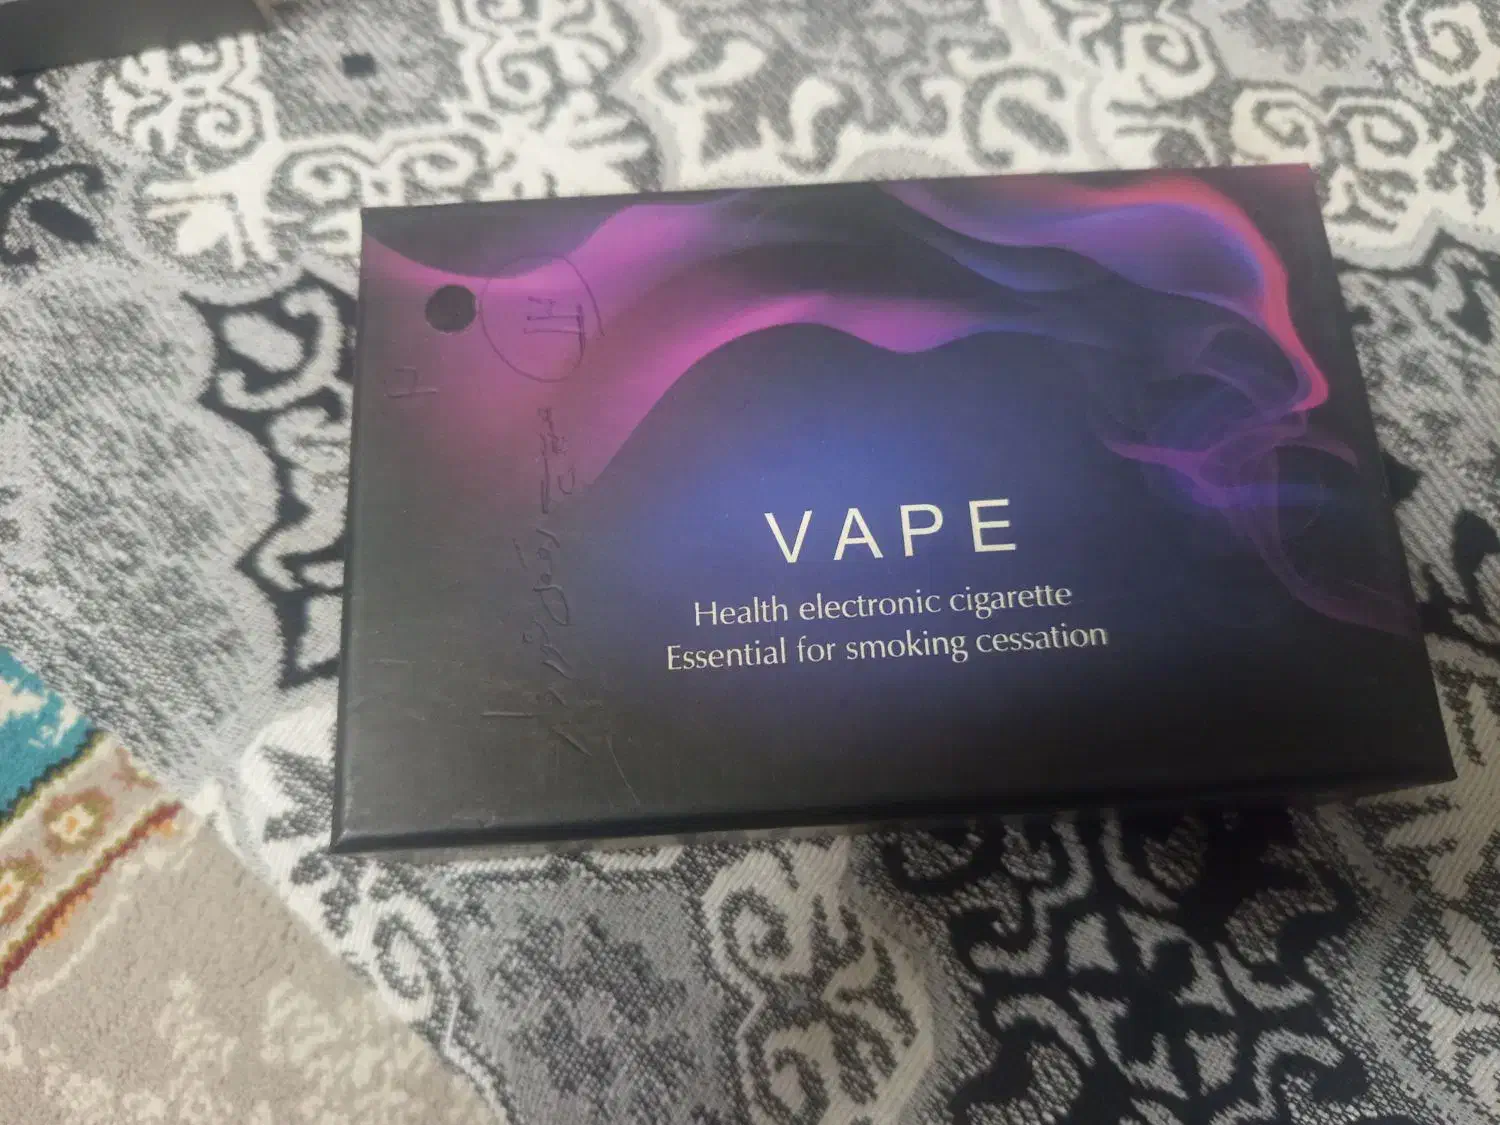 VAPE
Health electronic cigarette
Essential for smoking cessation